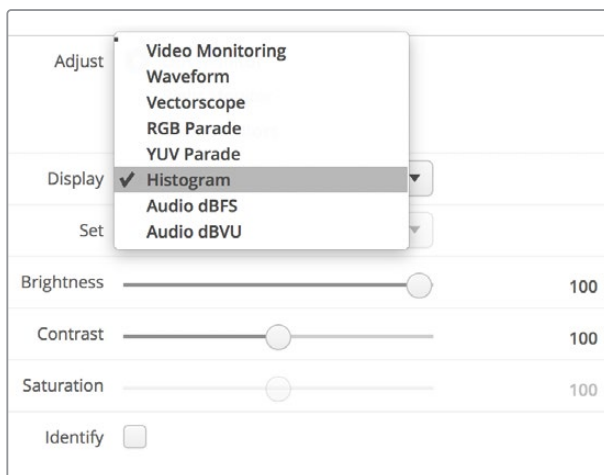 Adjust
Video Monitoring
Waveform
Vectorscope
RGB Parade
YUV Parade
Display ✓ Histogram
Audio dBFS
Set Audio dBVU
Brightness 100
Contrast 100
Saturation 100
Identify